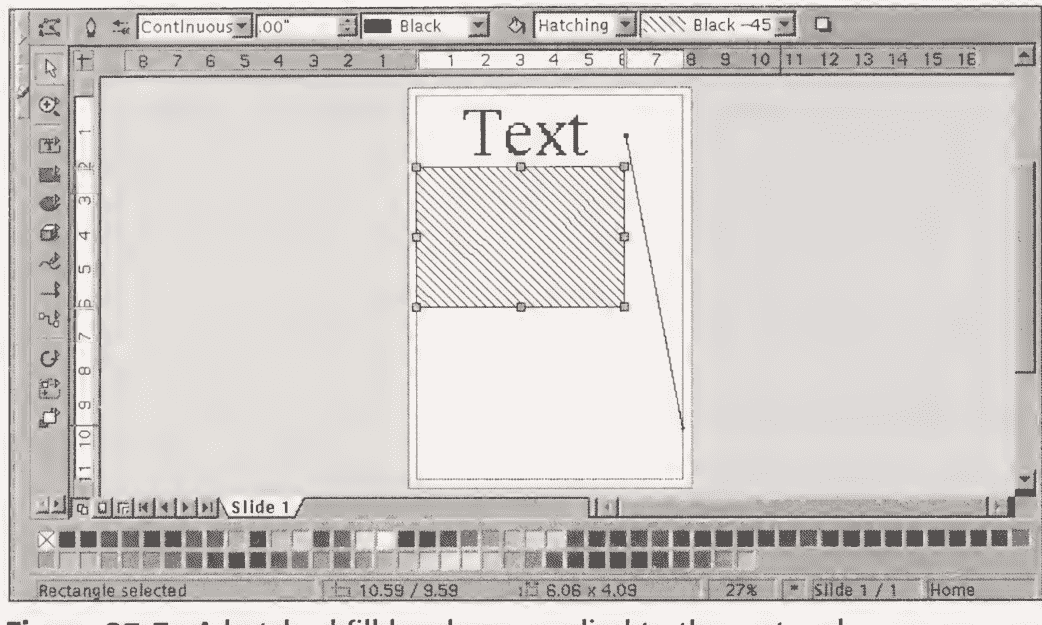 Continuous .00" Black Hatching Black -45
8 7 6 5 4 3 2 1 1 2 3 4 5 6 7 8 9 10 11 12 13 14 15 16
1
2
3
4
5
6
7
8
9
10
11
Text
Slide 1
Rectangle selected 10.59 / 9.59 6.06 x 4.09 27% * Slide 1 / 1 Home